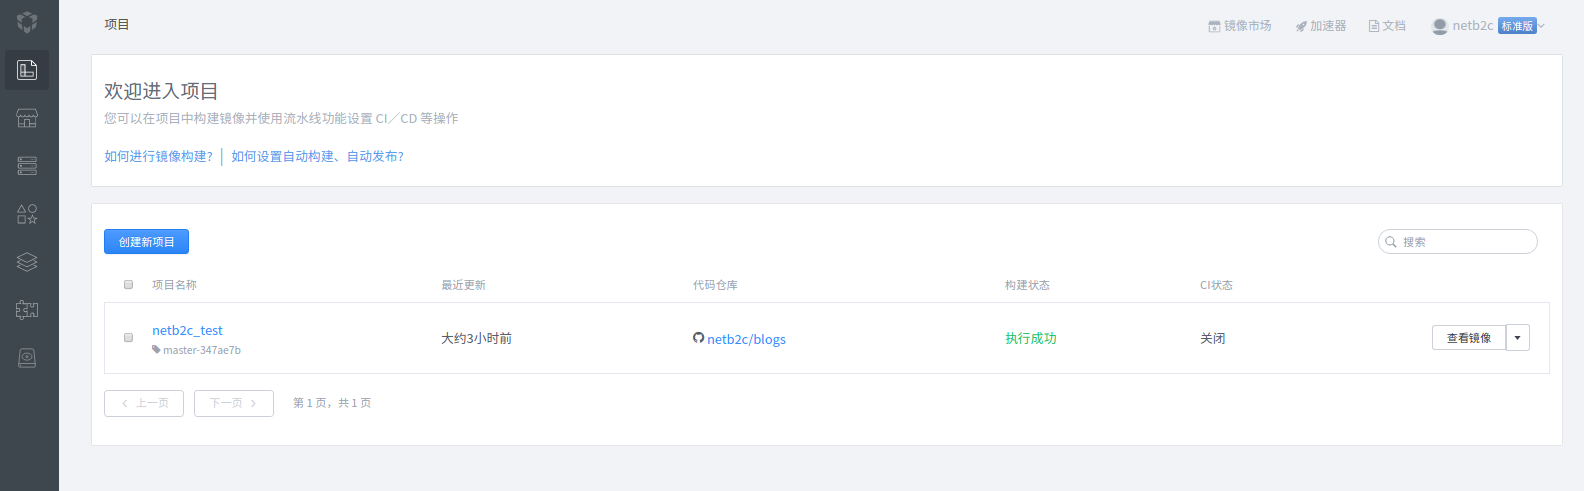 项目
镜像市场 加速器 文档 netb2c 标准版
欢迎进入项目
您可以在项目中构建镜像并使用流水线功能设置 CI／CD 等操作
如何进行镜像构建? 如何设置自动构建、自动发布?
创建新项目 搜索
项目名称 最近更新 代码仓库 构建状态 CI状态
netb2c_test 大约3小时前 netb2c/blogs 执行成功 关闭 查看镜像
master-347ae7b
上一页 下一页 第 1 页，共 1 页